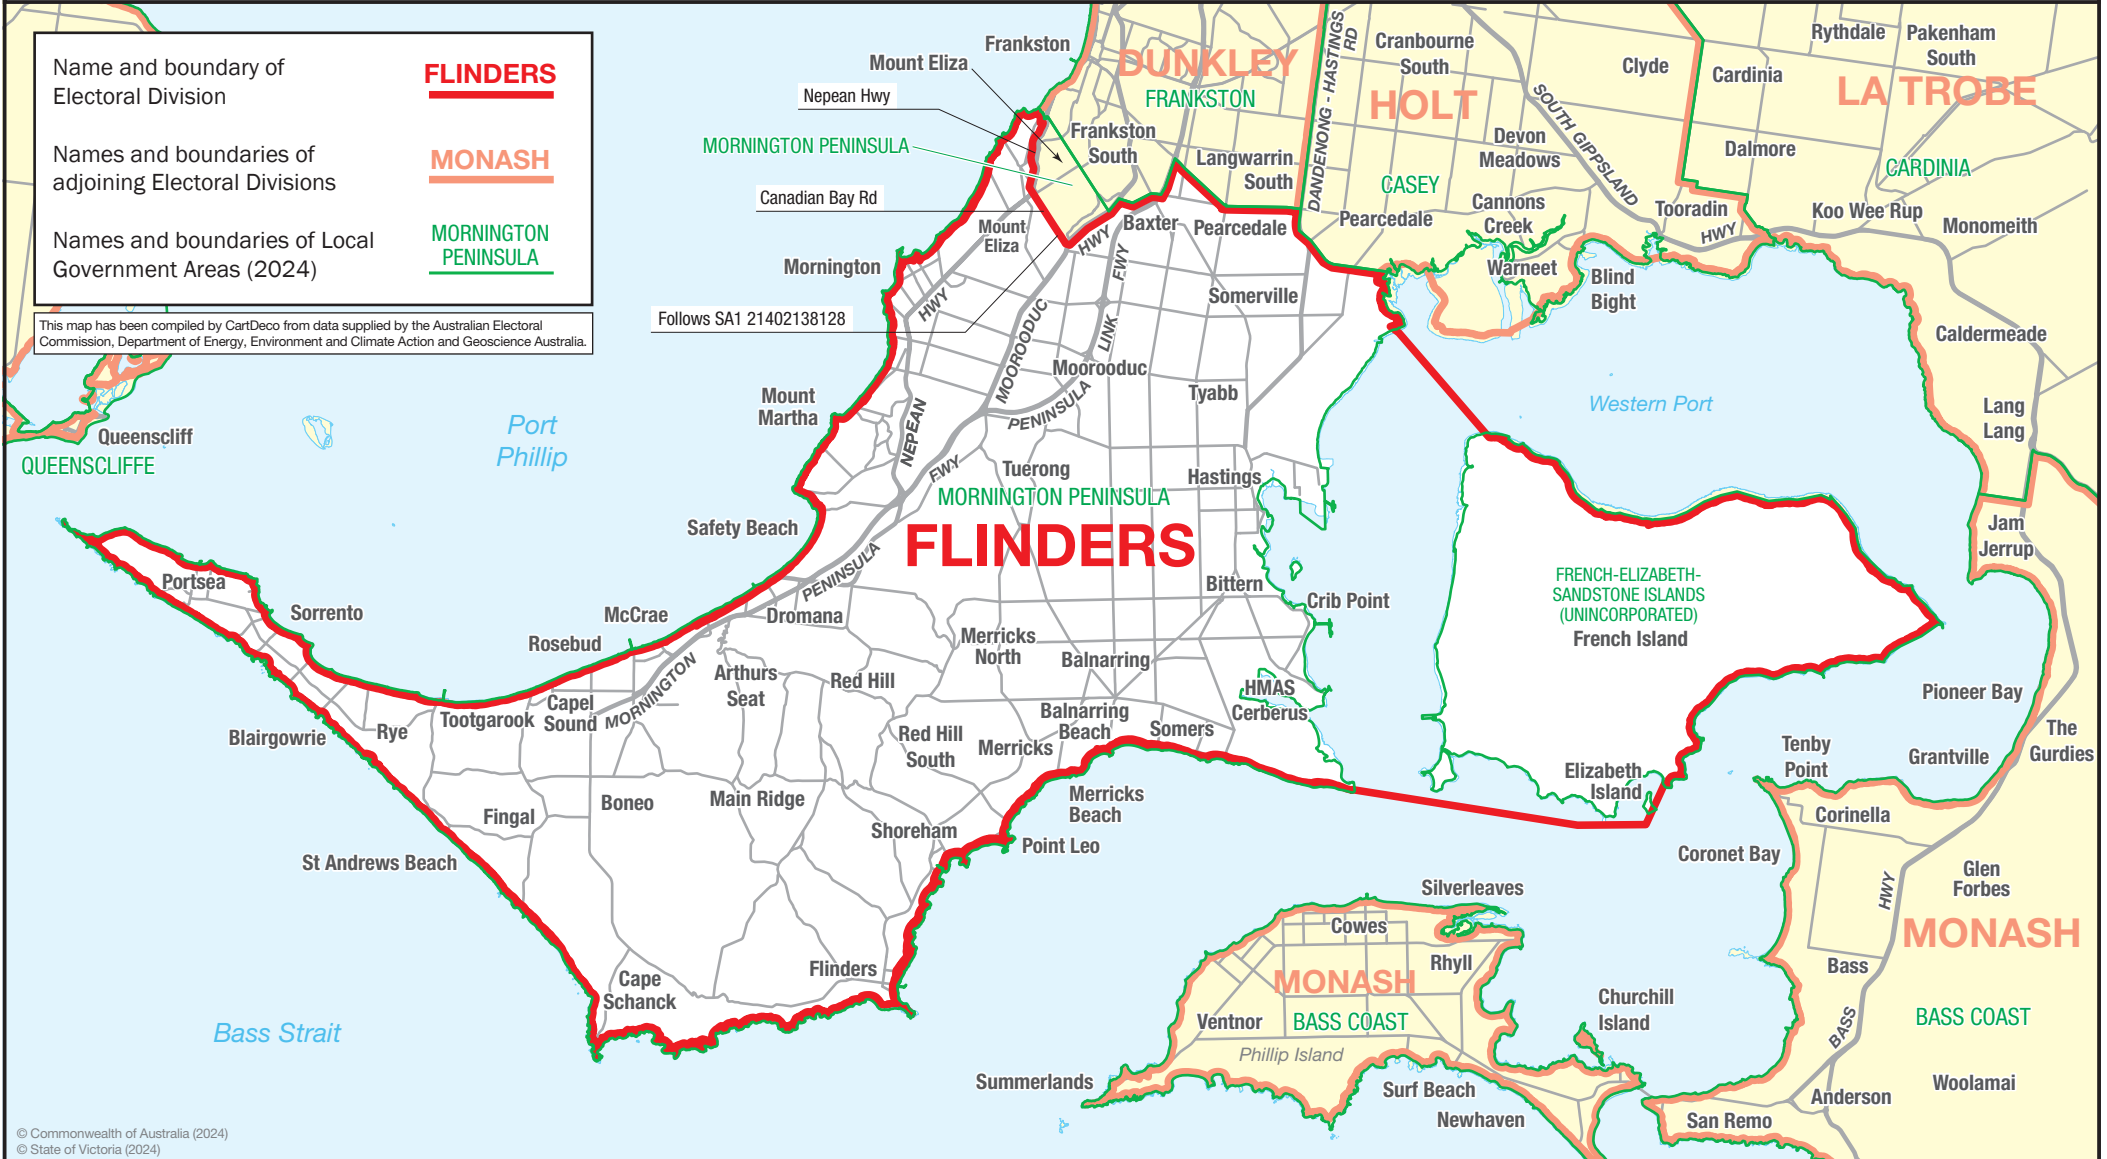 Name and boundary of
Electoral Division
FLINDERS
Names and boundaries of
adjoining Electoral Divisions
MONASH
Names and boundaries of Local
Government Areas (2024)
MORNINGTON
PENINSULA
This map has been compiled by CartDeco from data supplied by the Australian Electoral
Commission, Department of Energy, Environment and Climate Action and Geoscience Australia.
Frankston
Mount Eliza
Nepean Hwy
MORNINGTON PENINSULA
Canadian Bay Rd
Follows SA1 21402138128
DUNKLEY
FRANKSTON
Frankston
South
Langwarrin
South
DANDENONG - HASTINGS
RD
Cranbourne
South
HOLT
Devon
Meadows
CASEY
Cannons
Creek
Pearcedale
SOUTH GIPPSLAND
HWY
Clyde
Cardinia
Rythdale
Pakenham
South
LA TROBE
Dalmore
CARDINIA
Tooradin
Koo Wee Rup
Monomeith
Warneet
Blind
Bight
Caldermeade
Lang
Lang
Jam
Jerrup
Western Port
Mount
Eliza
Mornington
Baxter
Pearcedale
Somerville
HWY
HWY
FWY
MOOROODUC
LINK
Moorooduc
PENINSULA
Tyabb
Mount
Martha
NEPEAN
FWY
Tuerong
Hastings
MORNINGTON PENINSULA
FLINDERS
Safety Beach
PENINSULA
Bittern
Crib Point
Port
Phillip
Queenscliff
QUEENSCLIFFE
Portsea
Sorrento
McCrae
Rosebud
Dromana
Merricks
North
Balnarring
Arthurs
Seat
Red Hill
HMAS
Cerberus
MORNINGTON
Capel
Sound
Tootgarook
Rye
Blairgowrie
Balnarring
Beach
Somers
Red Hill
South
Merricks
Merricks
Beach
Fingal
Boneo
Main Ridge
Shoreham
Point Leo
St Andrews Beach
Flinders
Cape
Schanck
Bass Strait
FRENCH-ELIZABETH-
SANDSTONE ISLANDS
(UNINCORPORATED)
French Island
Elizabeth
Island
Pioneer Bay
The
Gurdies
Tenby
Point
Grantville
Corinella
Coronet Bay
Glen
Forbes
HWY
MONASH
Bass
BASS COAST
BASS
Woolamai
Anderson
San Remo
Silverleaves
Cowes
Rhyll
MONASH
Ventnor
BASS COAST
Phillip Island
Churchill
Island
Summerlands
Surf Beach
Newhaven
© Commonwealth of Australia (2024)
© State of Victoria (2024)